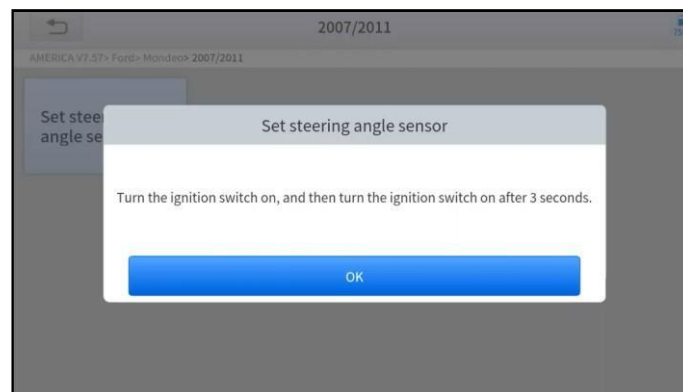 2007/2011
AMERICA V7.57> Ford> Mondeo> 2007/2011
Set steering angle sensor
Set stee
angle se
Turn the ignition switch on, and then turn the ignition switch on after 3 seconds.
OK